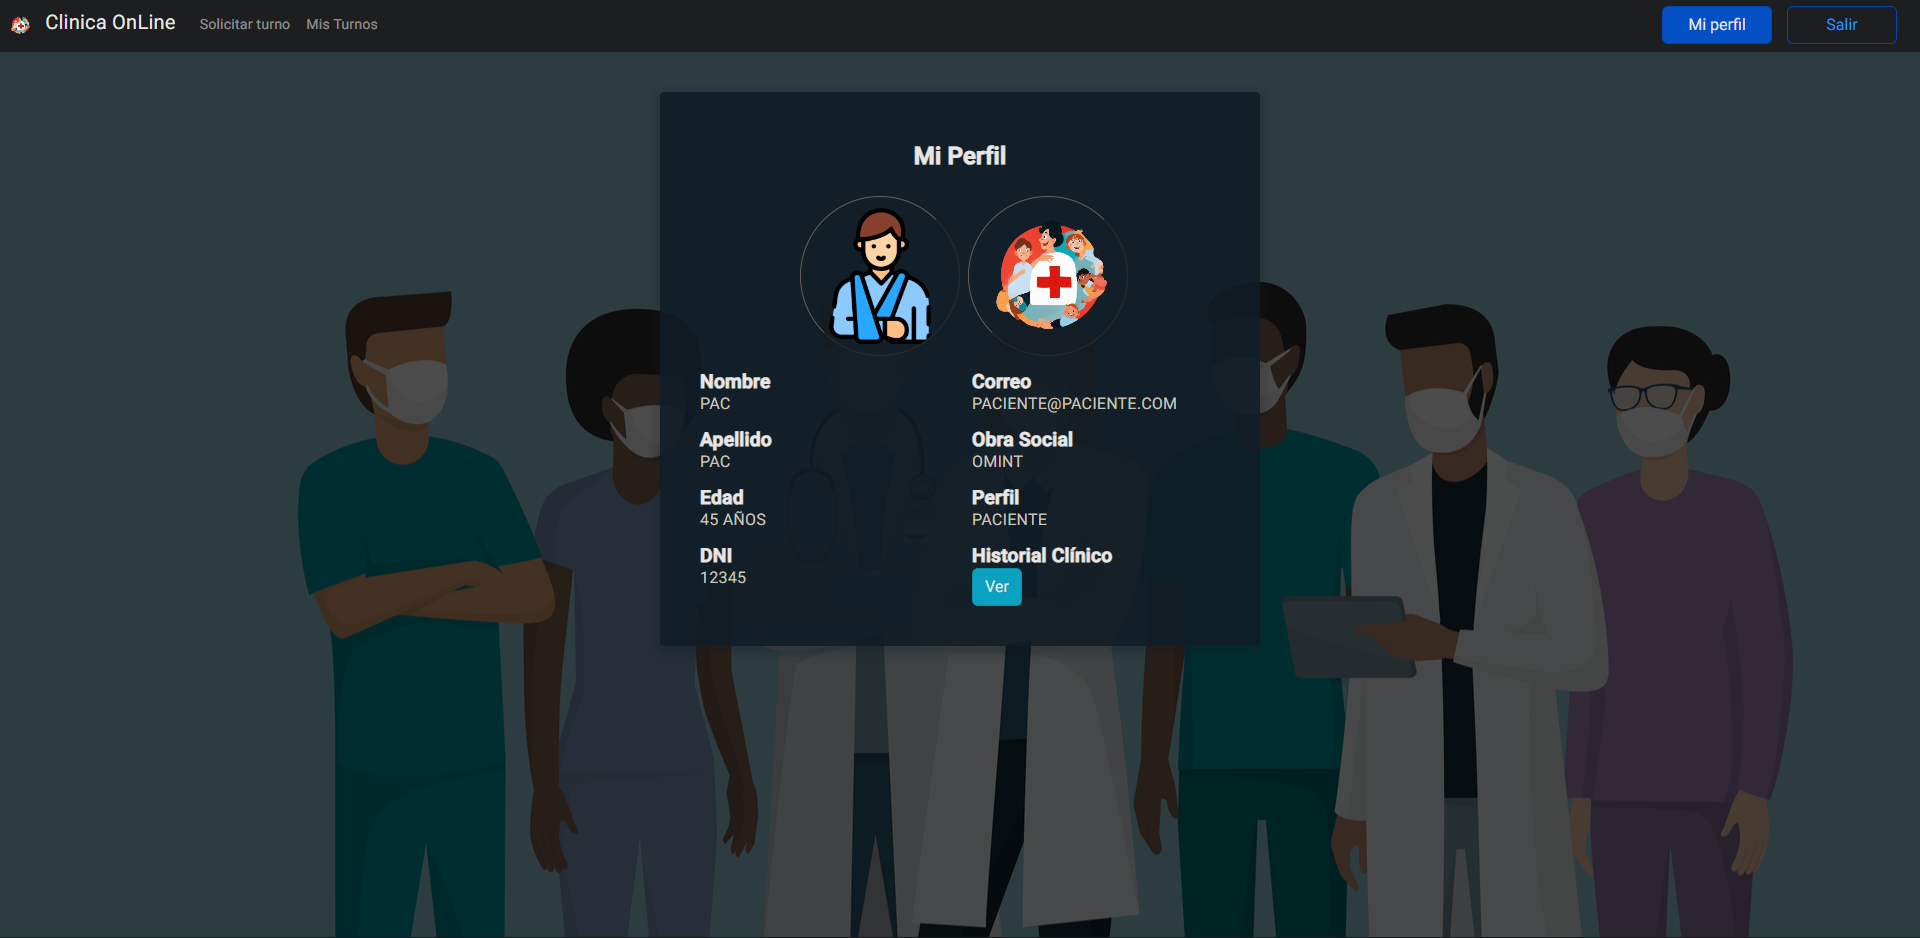 Clinica OnLine Solicitar turno Mis Turnos Mi perfil Salir
Mi Perfil
Nombre
PAC
Correo
PACIENTE@PACIENTE.COM
Apellido
PAC
Obra Social
OMINT
Edad
45 AÑOS
Perfil
PACIENTE
DNI
12345
Historial Clínico
Ver